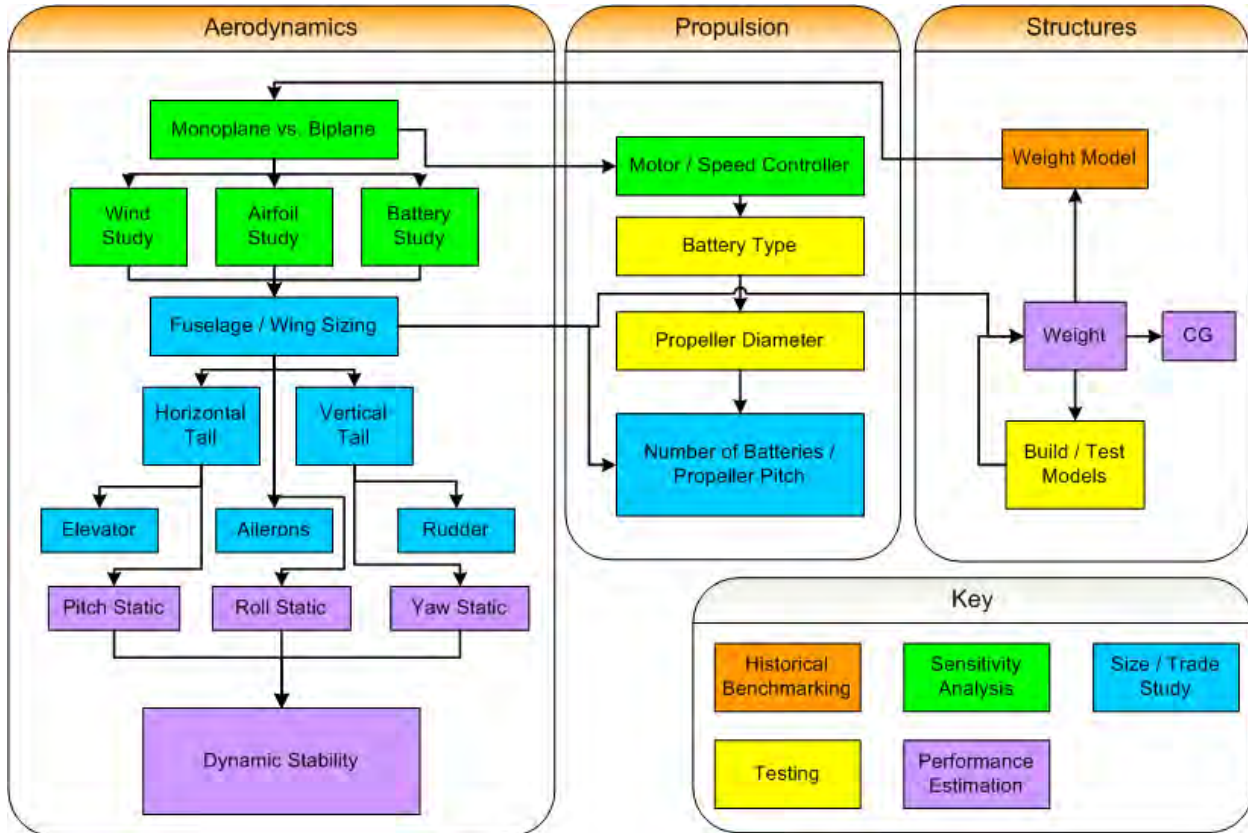 Aerodynamics
Monoplane vs. Biplane
Wind
Study
Airfoil
Study
Battery
Study
Fuselage / Wing Sizing
Horizontal
Tail
Vertical
Tail
Elevator
Ailerons
Rudder
Pitch Static
Roll Static
Yaw Static
Dynamic Stability
Propulsion
Motor / Speed Controller
Battery Type
Propeller Diameter
Number of Batteries /
Propeller Pitch
Structures
Weight Model
Weight
CG
Build / Test
Models
Key
Historical
Benchmarking
Sensitivity
Analysis
Size / Trade
Study
Testing
Performance
Estimation